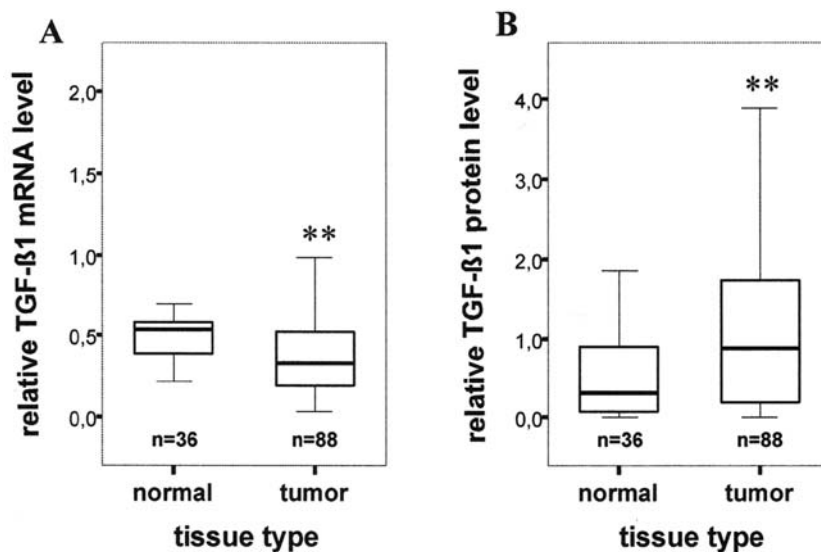 A
relative TGF-ß1 mRNA level
2,0
1,5
1,0
0,5
0,0
**
n=36
n=88
normal
tumor
tissue type
B
relative TGF-ß1 protein level
4,0
3,0
2,0
1,0
0,0
**
n=36
n=88
normal
tumor
tissue type